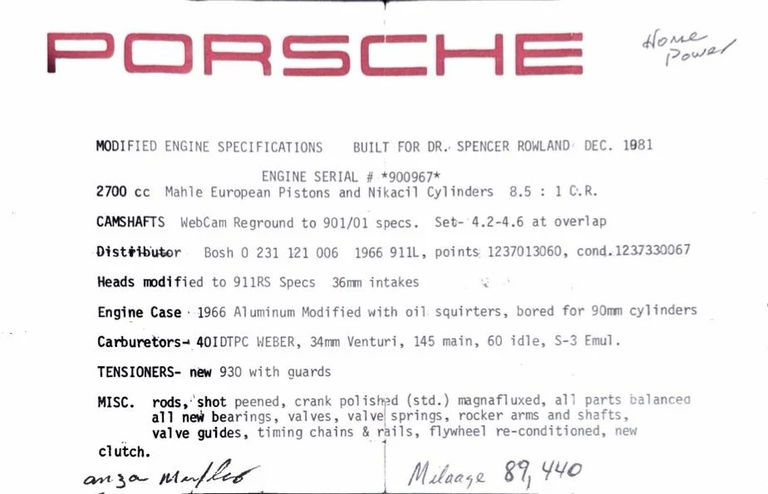 PORSCHE
Home
Power
MODIFIED ENGINE SPECIFICATIONS BUILT FOR DR. SPENCER ROWLAND DEC. 1981
ENGINE SERIAL # *900967*
2700 cc Mahle European Pistons and Nikacil Cylinders 8.5 : 1 C.R.
CAMSHAFTS WebCam Reground to 901/01 specs. Set- 4.2-4.6 at overlap
Distributor Bosh 0 231 121 006 1966 911L, points 1237013060, cond.1237330067
Heads modified to 911RS Specs 36mm intakes
Engine Case 1966 Aluminum Modified with oil squirters, bored for 90mm cylinders
Carburetors- 40IDTPC WEBER, 34mm Venturi, 145 main, 60 idle, S-3 Emul.
TENSIONERS- new 930 with guards
MISC. rods, shot peened, crank polished (std.) magnafluxed, all parts balanced
all new bearings, valves, valve springs, rocker arms and shafts,
valve guides, timing chains & rails, flywheel re-conditioned, new
clutch.
Milaage 89,440